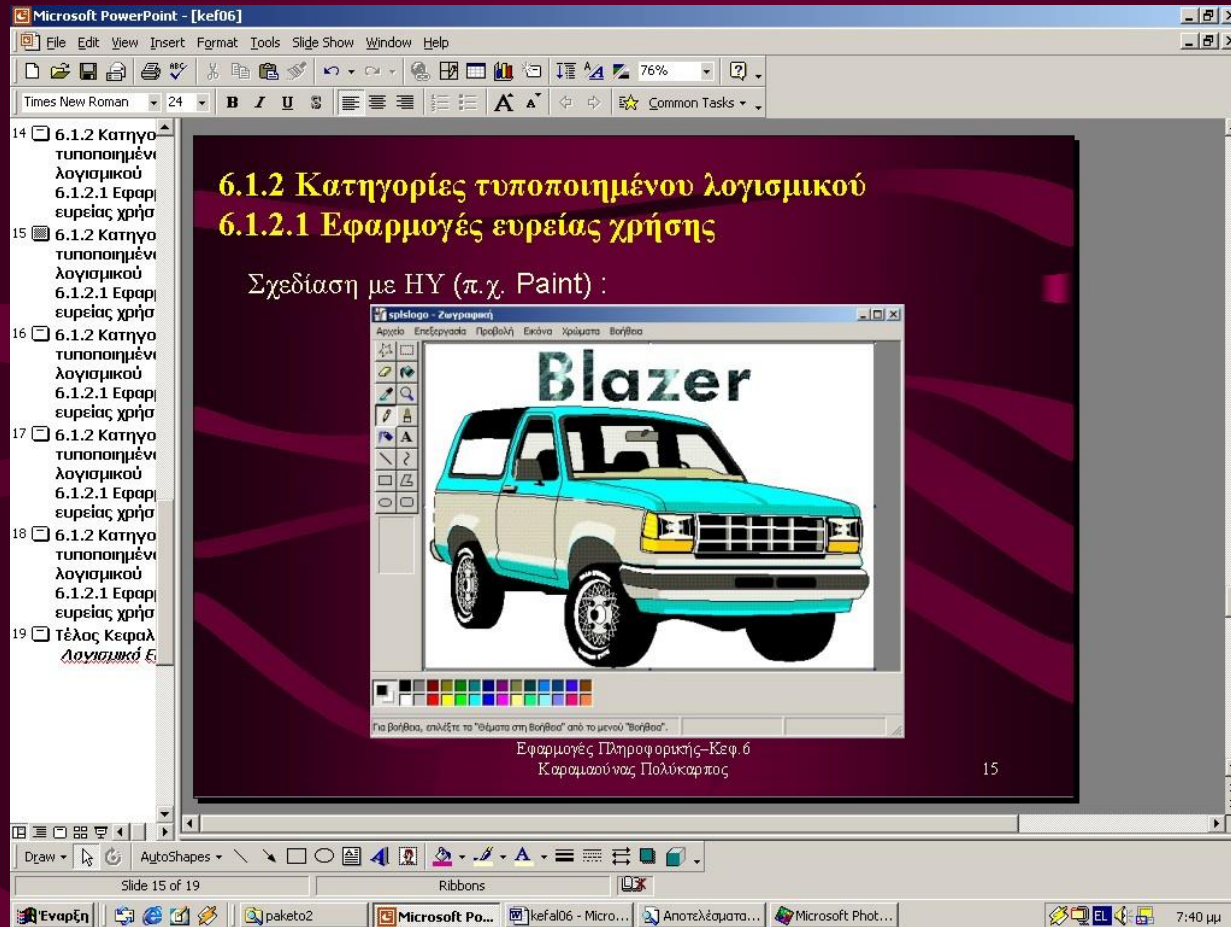 Microsoft PowerPoint - [kef06]
File Edit View Insert Format Tools Slide Show Window Help
76%
Times New Roman 24 B I U S A A Common Tasks
14 6.1.2 Κατηγο
τυποποιημένο
λογισμικού
6.1.2.1 Εφαρ
ευρείας χρήσ
15 6.1.2 Κατηγο
τυποποιημένο
λογισμικού
6.1.2.1 Εφαρ
ευρείας χρήσ
16 6.1.2 Κατηγο
τυποποιημένο
λογισμικού
6.1.2.1 Εφαρ
ευρείας χρήσ
17 6.1.2 Κατηγο
τυποποιημένο
λογισμικού
6.1.2.1 Εφαρ
ευρείας χρήσ
18 6.1.2 Κατηγο
τυποποιημένο
λογισμικού
6.1.2.1 Εφαρ
ευρείας χρήσ
19 Τέλος Κεφαλ
Λογισμικό Ε
6.1.2 Κατηγορίες τυποποιημένου λογισμικού
6.1.2.1 Εφαρμογές ευρείας χρήσης
Σχεδίαση με ΗΥ (π.χ. Paint) :
splslogo - Ζωγραφική
Αρχείο Επεξεργασία Προβολή Εικόνα Χρώματα Βοήθεια
Blazer
Για βοήθεια, επιλέξτε το "Θέματα στη Βοήθεια" από το μενού "Βοήθεια".
Εφαρμογές Πληροφορικής–Κεφ.6
Καραμαούνας Πολύκαρπος
15
Draw AutoShapes A
Slide 15 of 19 Ribbons
Έναρξη paketo2 Microsoft Po... kefal06 - Micro... Αποτελέσματα... Microsoft Phot... EL 7:40 μμ